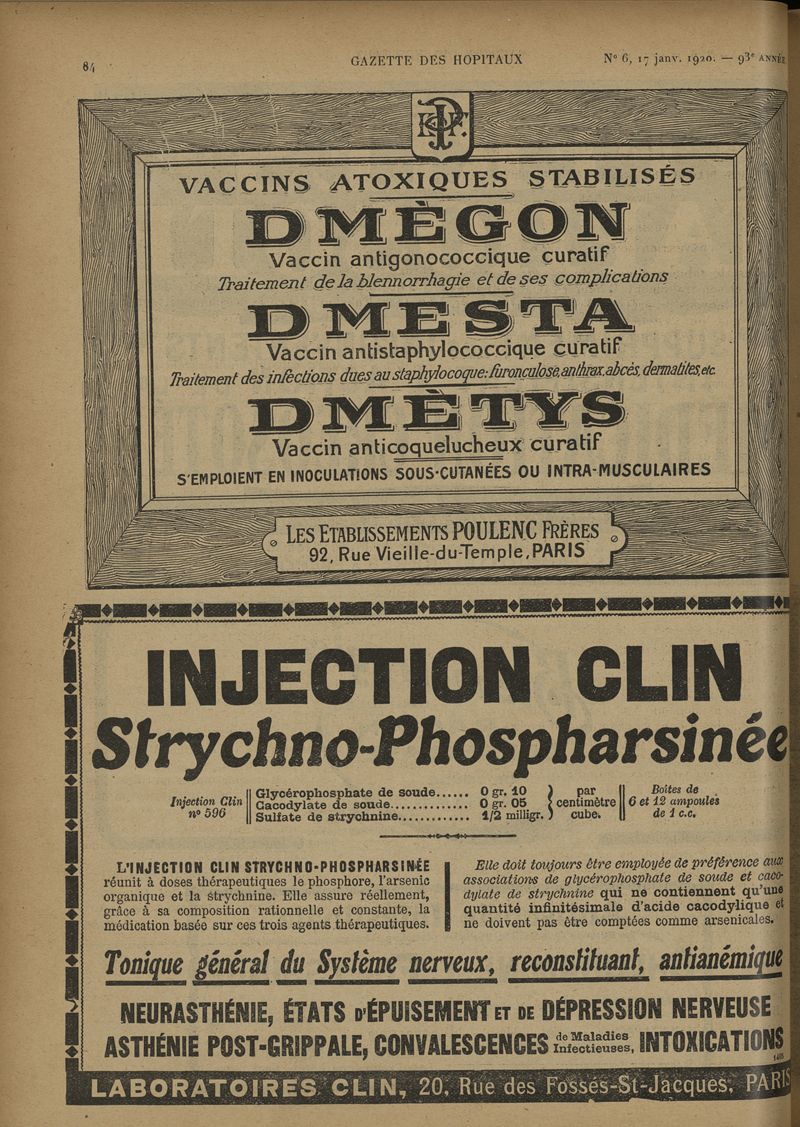 84 GAZETTE DES HOPITAUX N° 6, 17 janv. 1920. — 93e ANNÉE
VACCINS ATOXIQUES STABILISÉS
DMÈGON
Vaccin antigonococcique curatif
Traitement de la blennorrhagie et de ses complications
DMESTA
Vaccin antistaphylococcique curatif
Traitement des infections dues au staphylocoque: furonculose, anthrax, abcès, dermatites, etc.
DMÈTYS
Vaccin anticoquelucheux curatif
S'EMPLOIENT EN INOCULATIONS SOUS-CUTANÉES OU INTRA-MUSCULAIRES
LES ETABLISSEMENTS POULENC FRÈRES
92, Rue Vieille-du-Temple, PARIS
INJECTION CLIN
Strychno-Phospharsinée
Injection Clin
n° 596
Glycérophosphate de soude...... 0 gr. 10
Cacodylate de soude.............. 0 gr. 05
Sulfate de strychnine............. 1/2 milligr.
par
centimètre
cube.
Boîtes de
6 et 12 ampoules
de 1 c.c.
L'INJECTION CLIN STRYCHNO-PHOSPHARSINÉE
réunit à doses thérapeutiques le phosphore, l'arsenic
organique et la strychnine. Elle assure réellement,
grâce à sa composition rationnelle et constante, la
médication basée sur ces trois agents thérapeutiques.
Elle doit toujours être employée de préférence aux
associations de glycérophosphate de soude et caco-
dylate de strychnine qui ne contiennent qu'une
quantité infinitésimale d'acide cacodylique et
ne doivent pas être comptées comme arsenicales.
Tonique général du Système nerveux, reconstituant, antianémique
NEURASTHÉNIE, ÉTATS D'ÉPUISEMENT ET DE DÉPRESSION NERVEUSE
ASTHÉNIE POST-GRIPPALE, CONVALESCENCES de Maladies Infectieuses, INTOXICATIONS
LABORATOIRES CLIN, 20, Rue des Fossés-St-Jacques, PARIS